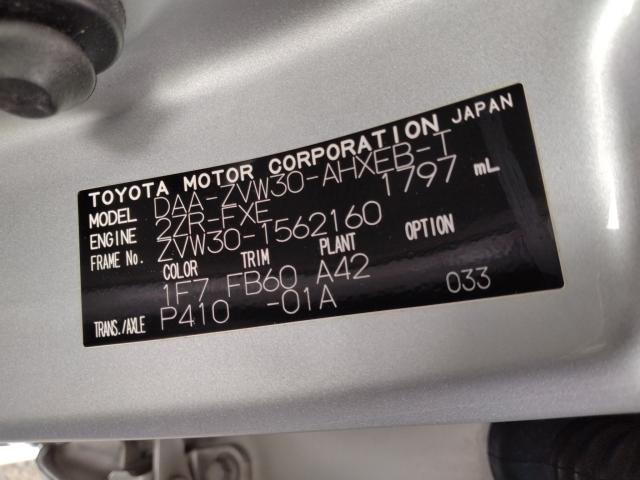 TOYOTA MOTOR CORPORATION JAPAN
MODEL DAA-ZVW30-AHXEB-T
ENGINE 2ZR-FXE 1797 mL
FRAME No. ZVW30-1562160
COLOR TRIM PLANT OPTION
1F7 FB60 A42
TRANS./AXLE P410 -01A 033